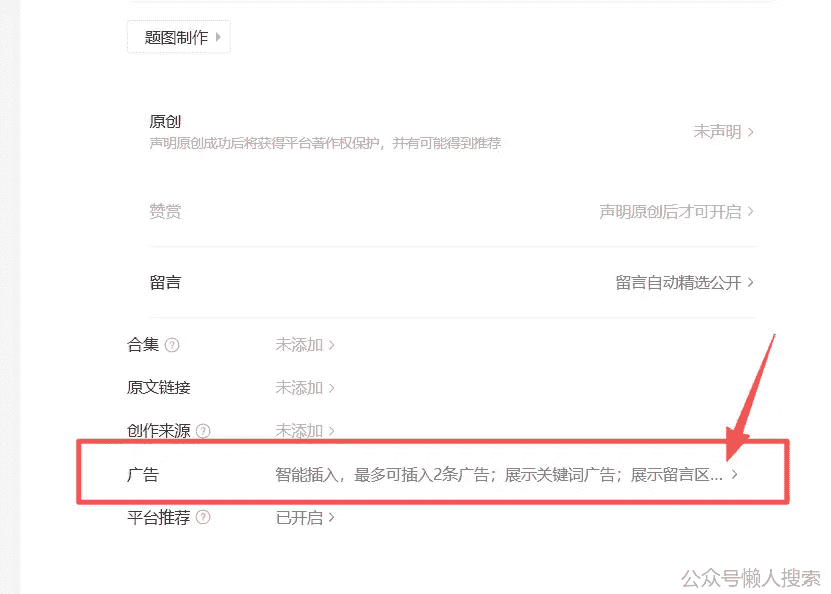 题图制作
原创
声明原创成功后将获得平台著作权保护，并有可能得到推荐
未声明
赞赏
声明原创后才可开启
留言
留言自动精选公开
合集 未添加
原文链接 未添加
创作来源 未添加
广告 智能插入，最多可插入2条广告；展示关键词广告；展示留言区...
平台推荐 已开启
公众号懒人搜索